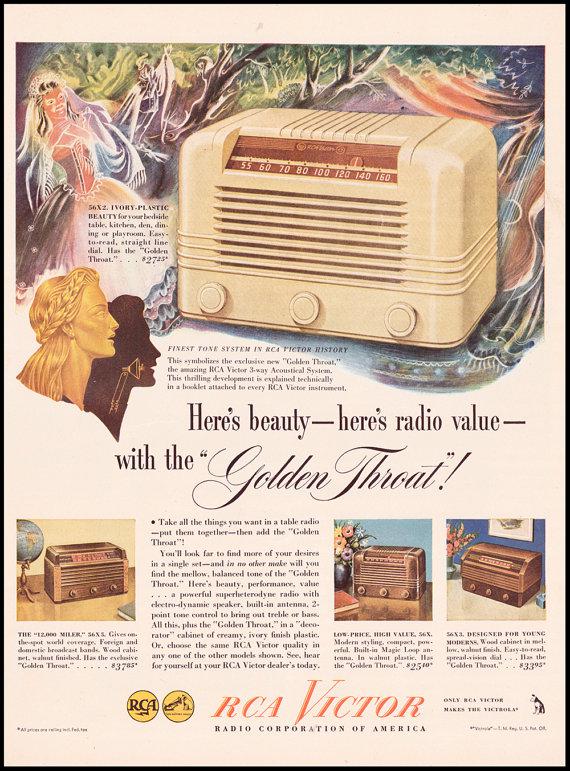 RCA VICTOR
55 60 70 80 100 120 140 160
56X2. IVORY-PLASTIC
BEAUTY for your bedside
table, kitchen, den, din-
ing or playroom. Easy-
to-read, straight line
dial. Has the "Golden
Throat." . . . $27.25*
FINEST TONE SYSTEM IN RCA VICTOR HISTORY
This symbolizes the exclusive new "Golden Throat,"
the amazing RCA Victor 3-way Acoustical System.
This thrilling development is explained technically
in a booklet attached to every RCA Victor instrument.
Here's beauty—here's radio value—
with the "Golden Throat"!
• Take all the things you want in a table radio
—put them together—then add the "Golden
Throat"!
You'll look far to find more of your desires
in a single set—and in no other make will you
find the mellow, balanced tone of the "Golden
Throat." Here's beauty, performance, value
. . . a powerful superheterodyne radio with
electro-dynamic speaker, built-in antenna, 2-
point tone control to bring out treble or bass.
All this, plus the "Golden Throat," in a "deco-
rator" cabinet of creamy, ivory finish plastic.
Or, choose the same RCA Victor quality in
any one of the other models shown. See, hear
for yourself at your RCA Victor dealer's today.
THE "12,000 MILER," 56X5. Gives on-
the-spot world coverage. Foreign and
domestic broadcast bands. Wood cabi-
net, walnut finished. Has the exclusive
"Golden Throat." . . . . . $37.85*
LOW-PRICE, HIGH VALUE, 56X.
Modern styling, compact, pow-
erful. Built-in Magic Loop an-
tenna. In walnut plastic. Has
the "Golden Throat". $25.40*
56X3. DESIGNED FOR YOUNG
MODERNS. Wood cabinet in mel-
low, walnut finish. Easy-to-read,
spread-vision dial . . . Has the
"Golden Throat." . . $33.95*
RCA
RCA VICTOR
RADIO CORPORATION OF AMERICA
ONLY RCA VICTOR
MAKES THE VICTROLA®
*All prices are ceiling incl. Fed. tax
®"Victrola"—T. M. Reg. U. S. Pat. Off.